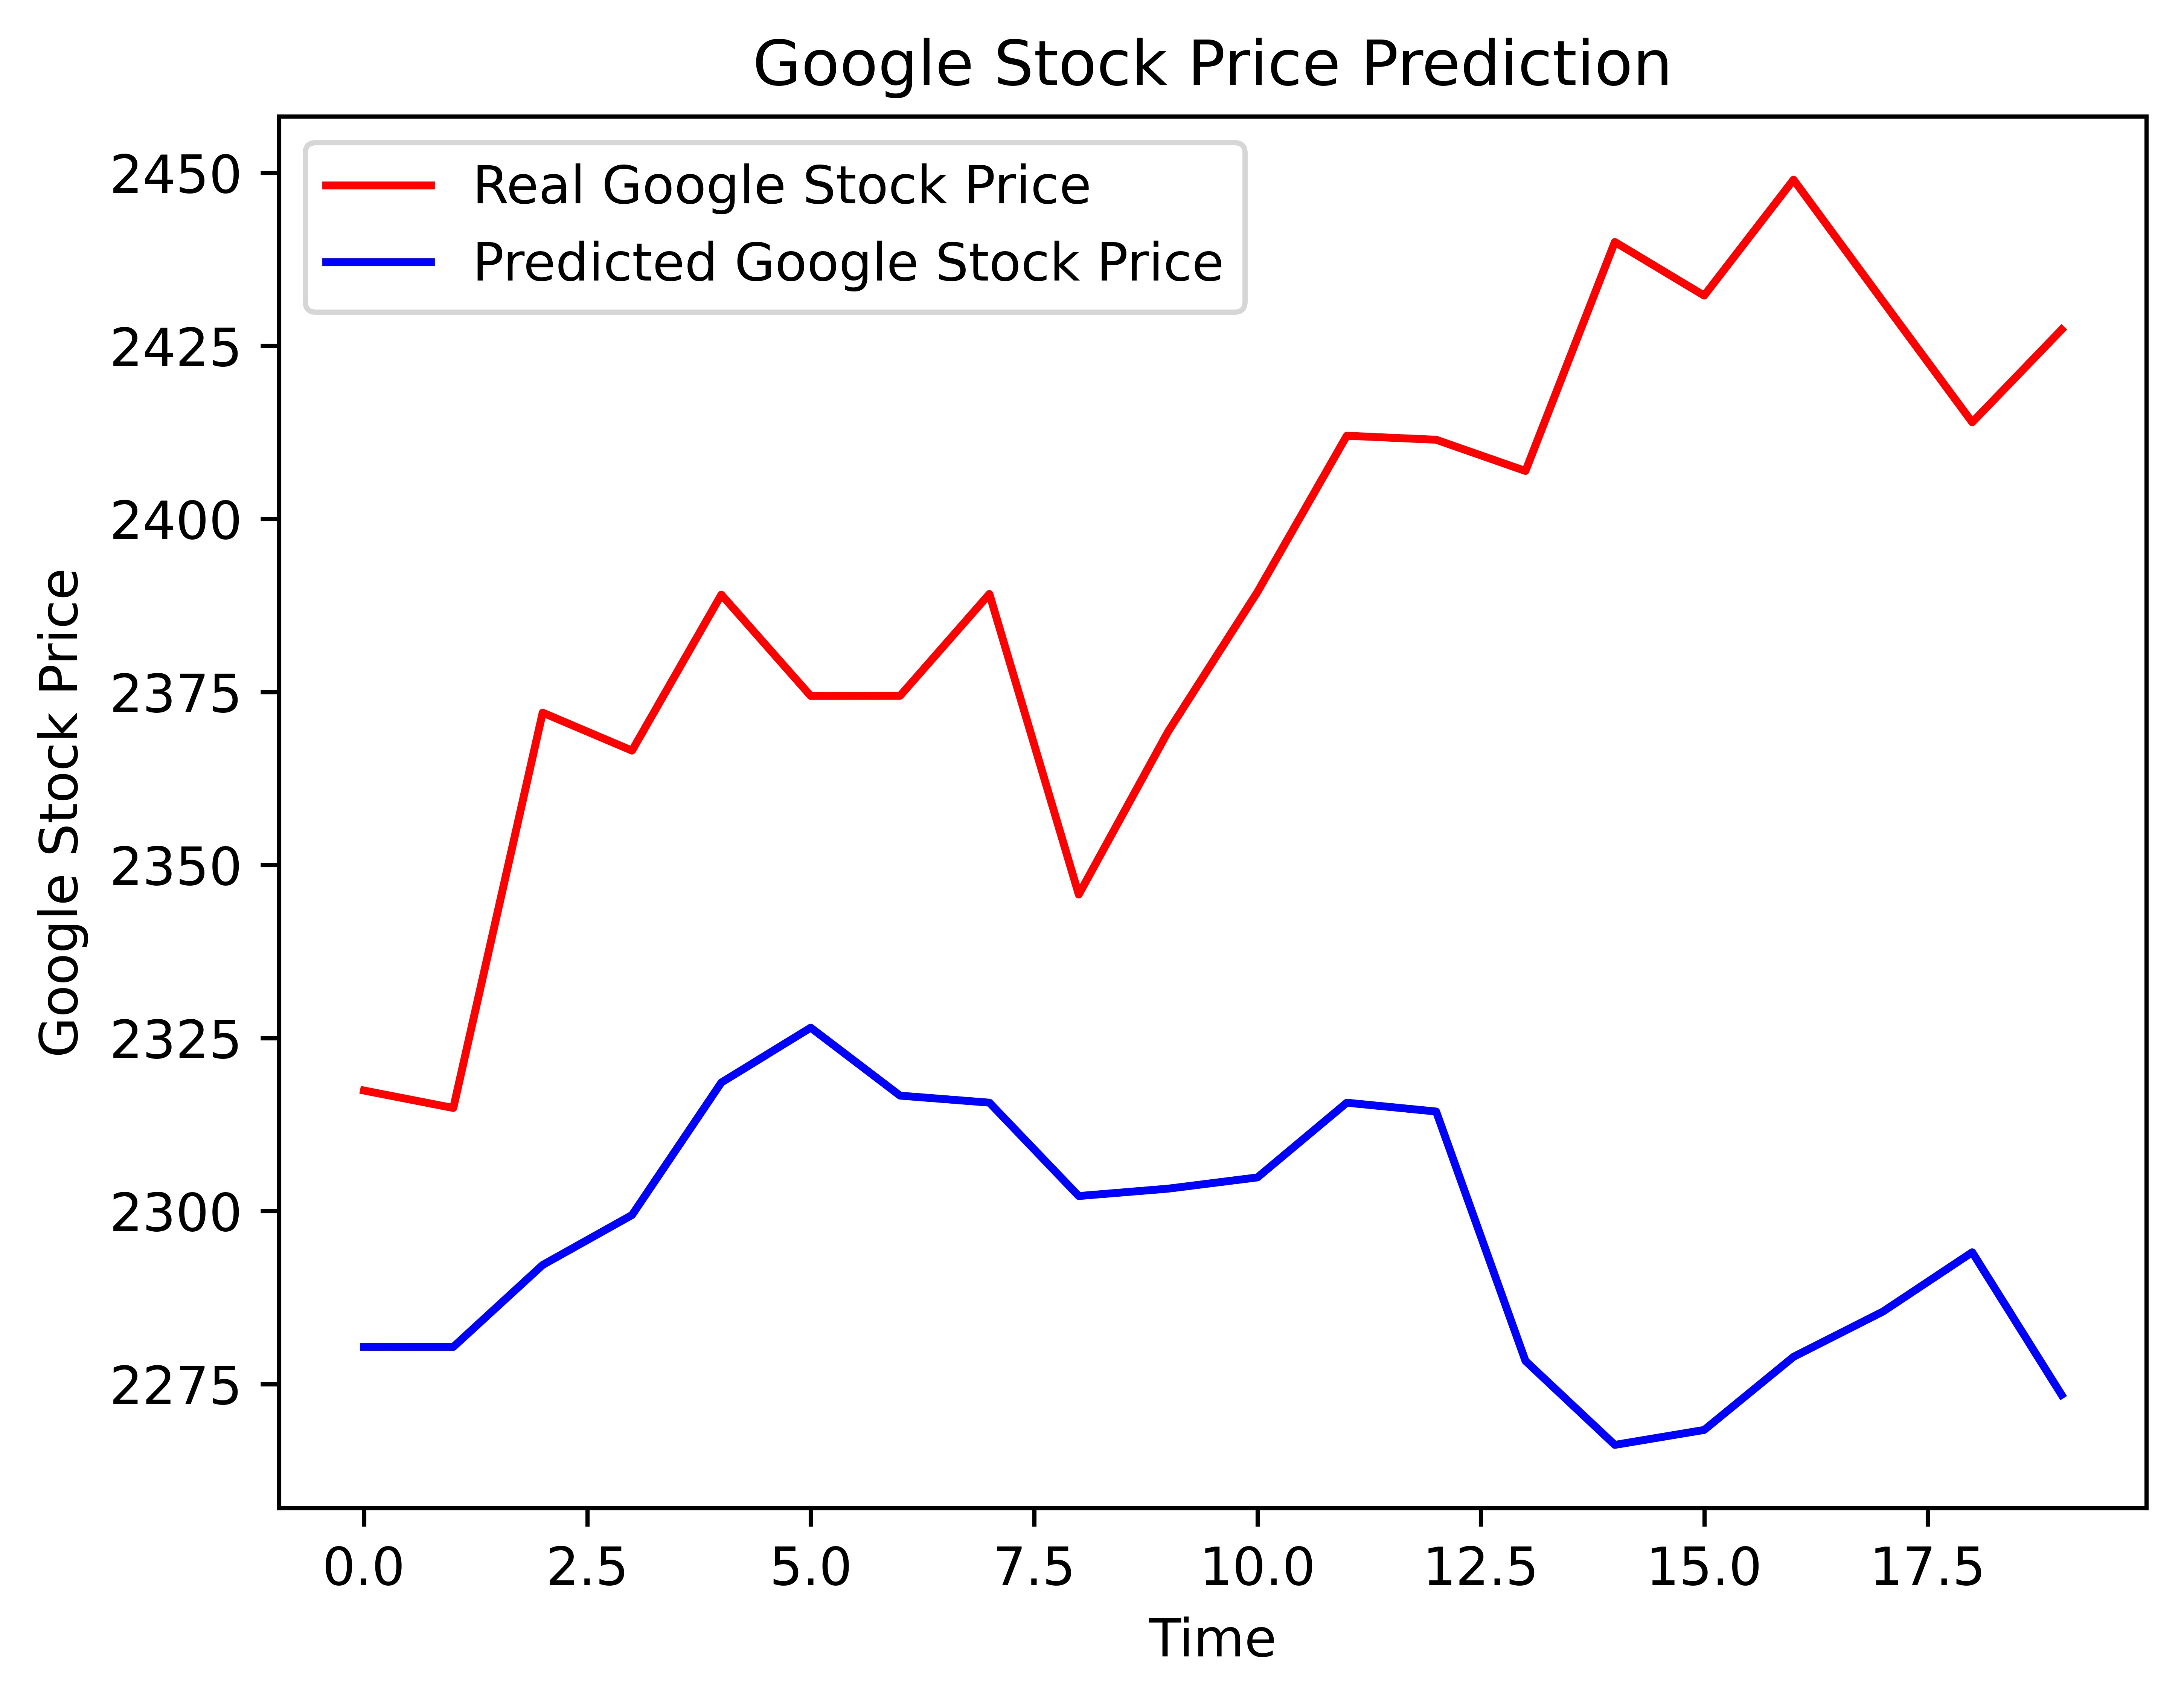 Google Stock Price Prediction
Real Google Stock Price
Predicted Google Stock Price
Google Stock Price
2450
2425
2400
2375
2350
2325
2300
2275
0.0 2.5 5.0 7.5 10.0 12.5 15.0 17.5
Time